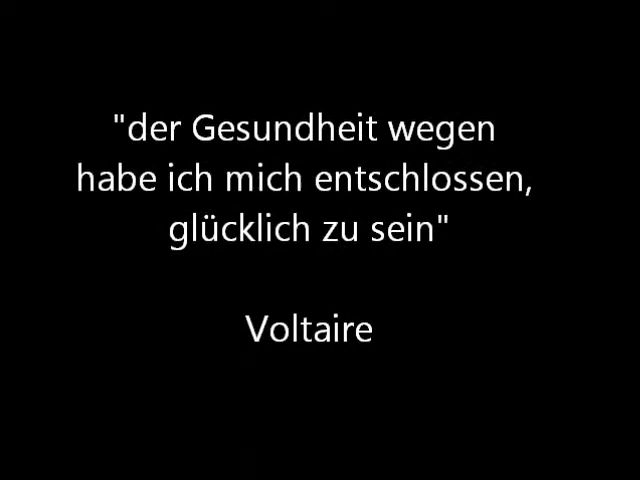 "der Gesundheit wegen
habe ich mich entschlossen,
glücklich zu sein"
Voltaire